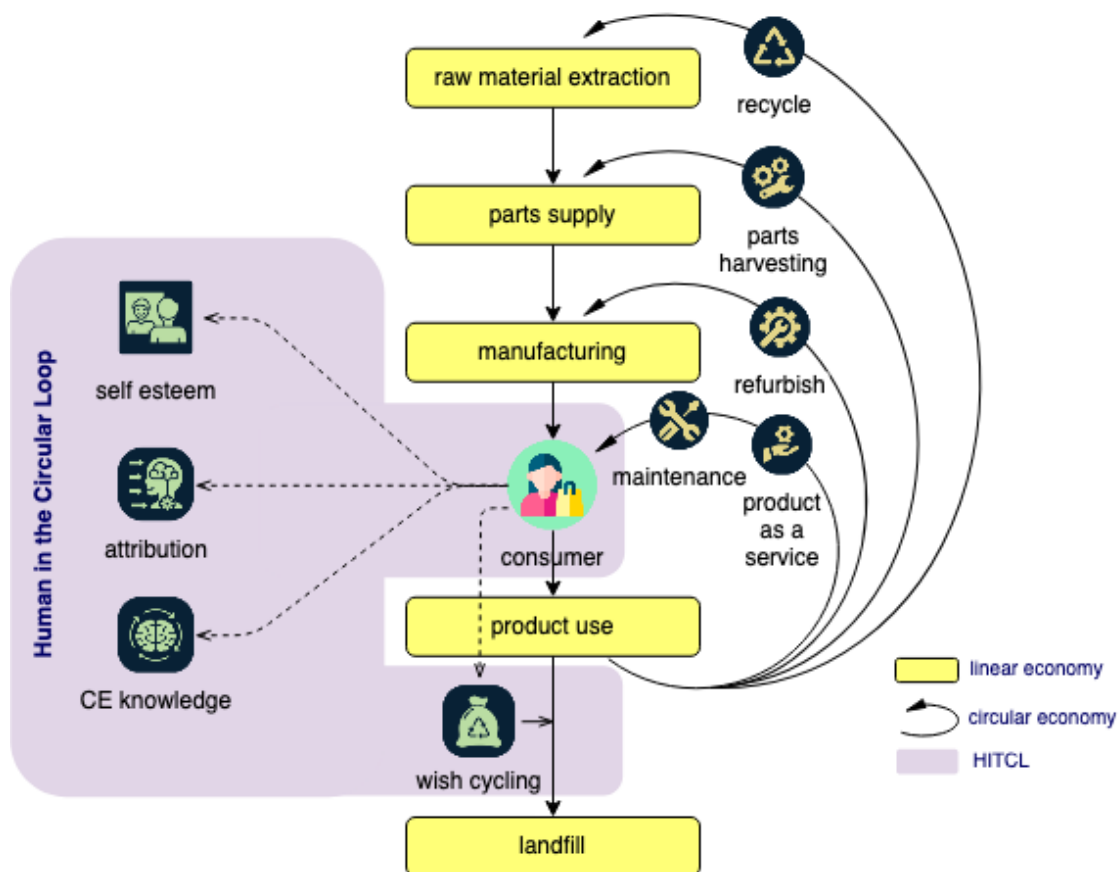 raw material extraction
recycle
parts supply
parts
harvesting
manufacturing
refurbish
self esteem
maintenance
product
as a
service
attribution
consumer
Human in the Circular Loop
product use
CE knowledge
linear economy
circular economy
HITCL
wish cycling
landfill